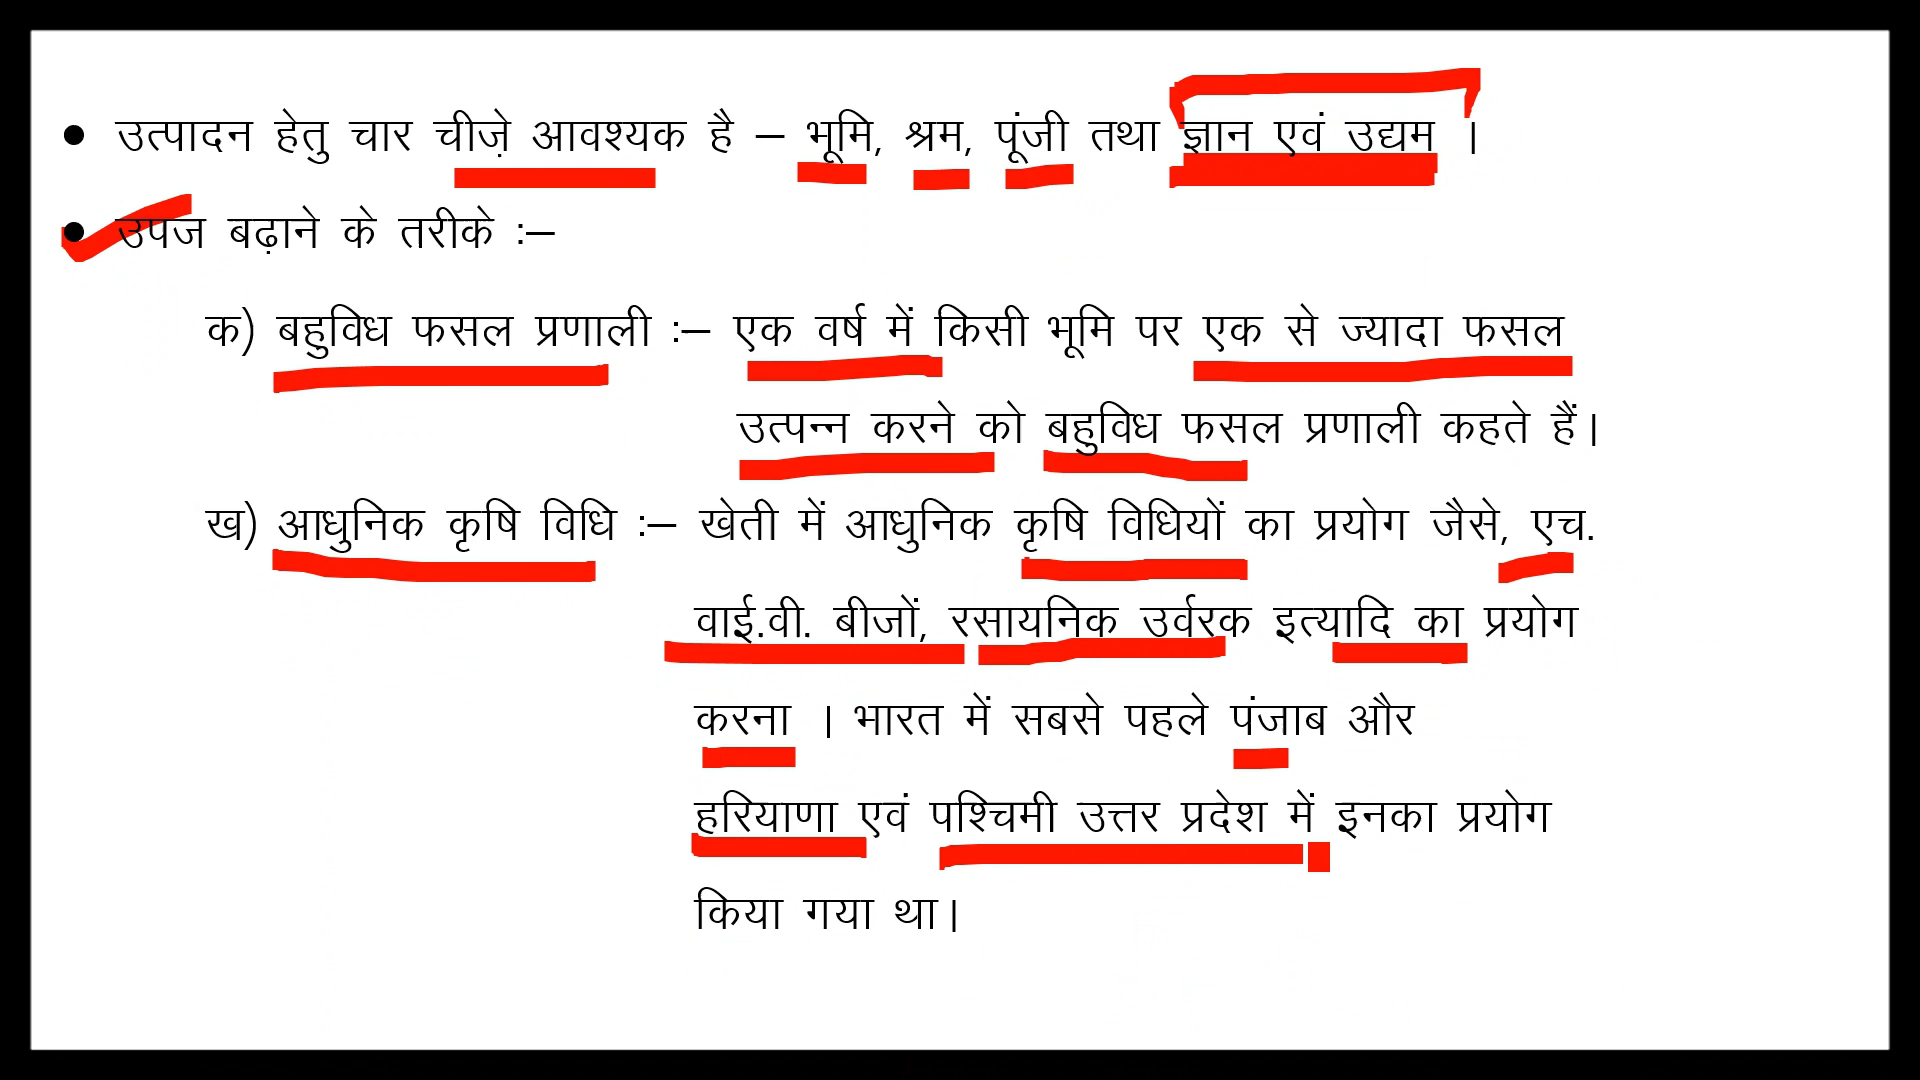 • उत्पादन हेतु चार चीज़े आवश्यक है – भूमि, श्रम, पूंजी तथा ज्ञान एवं उद्यम ।
• उपज बढ़ाने के तरीके :–
क) बहुविध फसल प्रणाली :– एक वर्ष में किसी भूमि पर एक से ज्यादा फसल
उत्पन्न करने को बहुविध फसल प्रणाली कहते हैं।
ख) आधुनिक कृषि विधि :– खेती में आधुनिक कृषि विधियों का प्रयोग जैसे, एच.
वाई.वी. बीजों, रसायनिक उर्वरक इत्यादि का प्रयोग
करना । भारत में सबसे पहले पंजाब और
हरियाणा एवं पश्चिमी उत्तर प्रदेश में इनका प्रयोग
किया गया था।